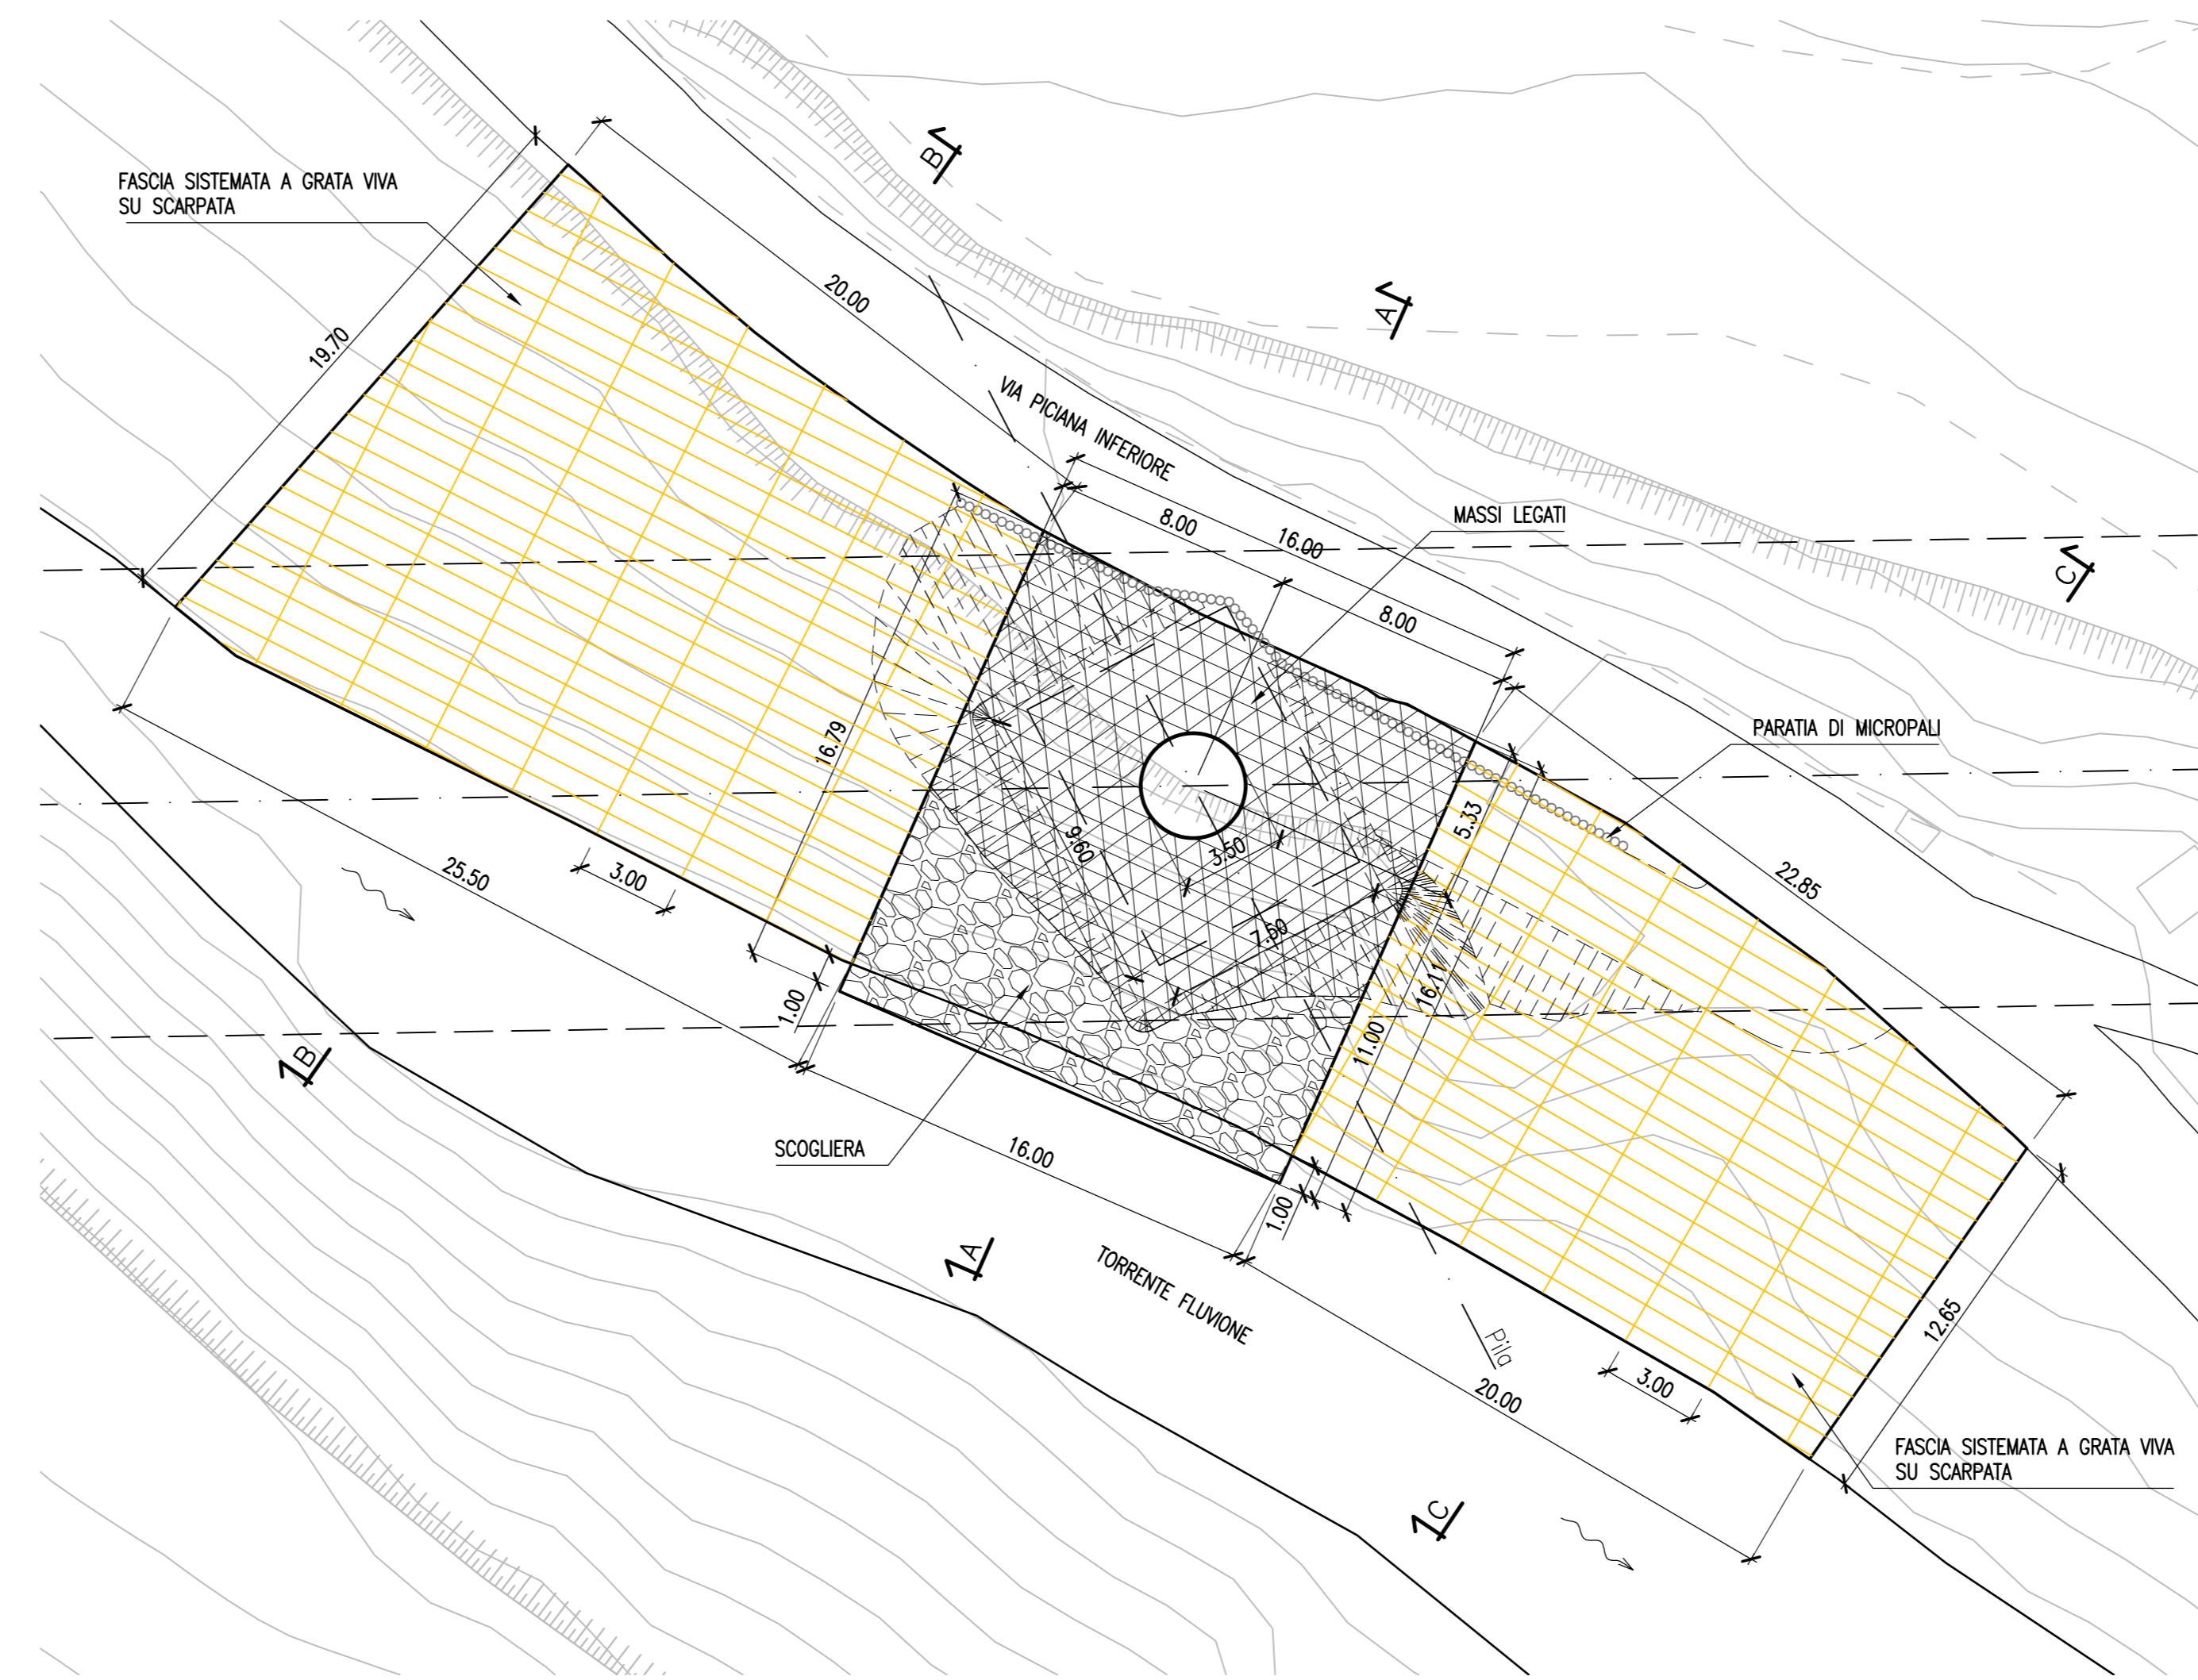 B
FASCIA SISTEMATA A GRATA VIVA
SU SCARPATA
20.00
A
19.70
VIA PICIANA INFERIORE
MASSI LEGATI
8.00
16.00
C
8.00
PARATIA DI MICROPALI
16.79
5.33
9.60
3.50
25.50
3.00
22.85
7.50
16.11
1.00
11.00
B
SCOGLIERA
16.00
1.00
A
TORRENTE FLUVIONE
Pila
12.65
3.00
20.00
FASCIA SISTEMATA A GRATA VIVA
SU SCARPATA
C